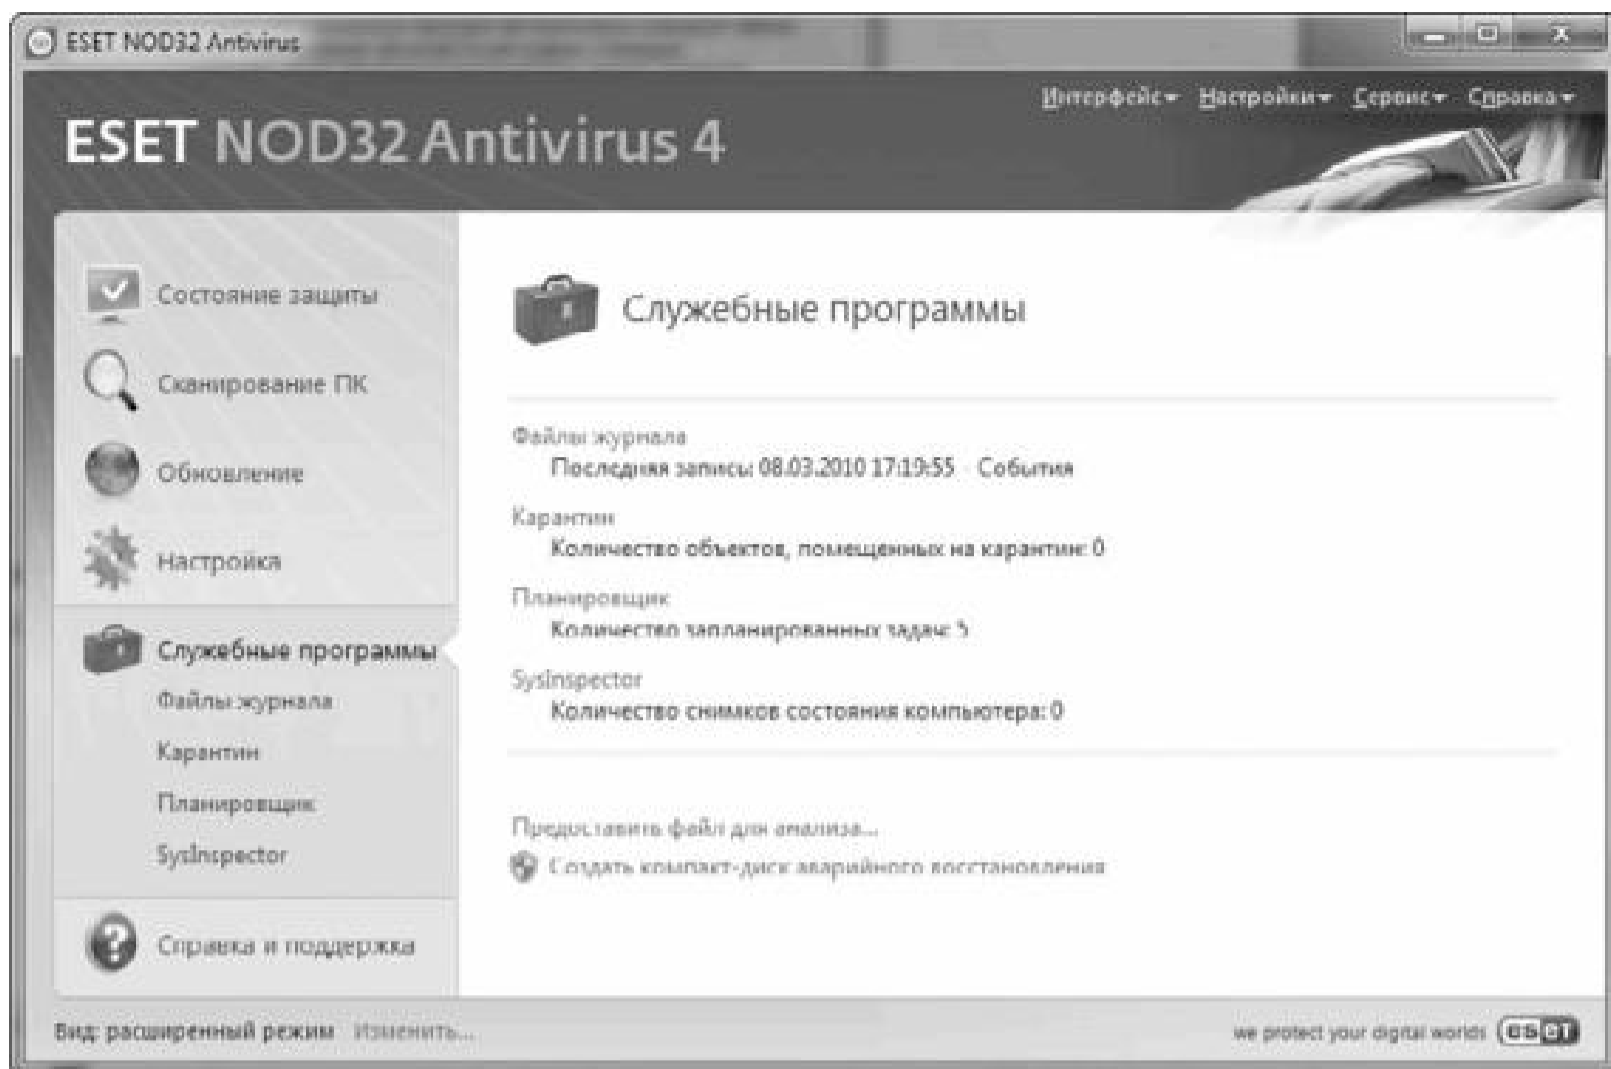 ESET NOD32 Antivirus
Интерфейс Настройки Сервис Справка
ESET NOD32 Antivirus 4
Состояние защиты
Сканирование ПК
Обновление
Настройка
Служебные программы
Файлы журнала
Карантин
Планировщик
SysInspector
Справка и поддержка
Служебные программы
Файлы журнала
Последняя запись: 08.03.2010 17:19:55 События
Карантин
Количество объектов, помещенных на карантин: 0
Планировщик
Количество запланированных задач: 5
SysInspector
Количество снимков состояния компьютера: 0
Предоставить файл для анализа...
Создать компакт-диск аварийного восстановления
Вид: расширенный режим Изменить...
we protect your digital worlds eset